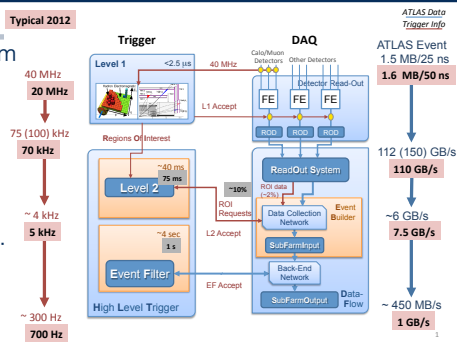 Typical 2012
ATLAS Data
Trigger Info
Trigger
DAQ
m
40 MHz
20 MHz
75 (100) kHz
70 kHz
~ 4 kHz
5 kHz
~ 300 Hz
700 Hz
Level 1
<2.5 μs
40 MHz
L1 Accept
Regions Of Interest
~40 ms
75 ms
Level 2
~10%
ROI
Requests
L2 Accept
~4 sec
1 s
Event Filter
EF Accept
High Level Trigger
Calo/Muon
Detectors
Other Detectors
Detector Read-Out
FE
FE
FE
ROD
ROD
ROD
ReadOut System
ROI data
(~2%)
Data Collection
Network
Event
Builder
SubFarmInput
Back-End
Network
SubFarmOutput
Data-
Flow
ATLAS Event
1.5 MB/25 ns
1.6 MB/50 ns
112 (150) GB/s
110 GB/s
~6 GB/s
7.5 GB/s
~ 450 MB/s
1 GB/s
1
.